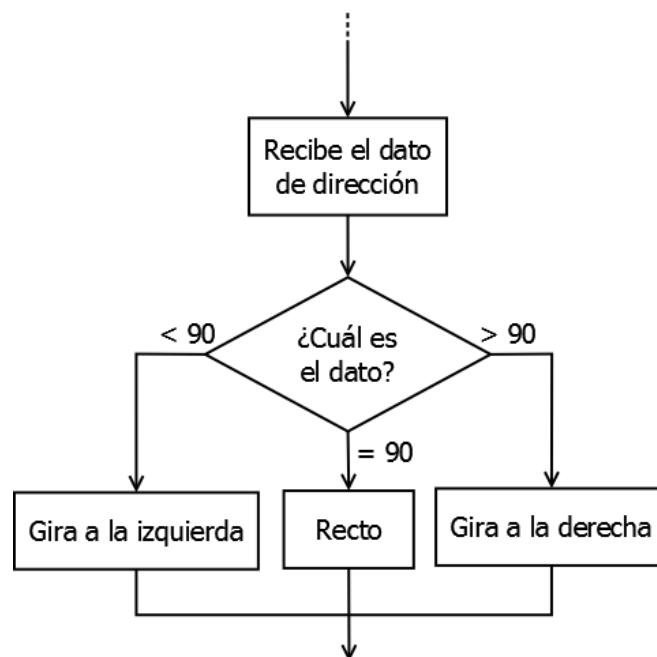 Recibe el dato
de dirección
< 90
¿Cuál es
el dato?
> 90
= 90
Gira a la izquierda
Recto
Gira a la derecha